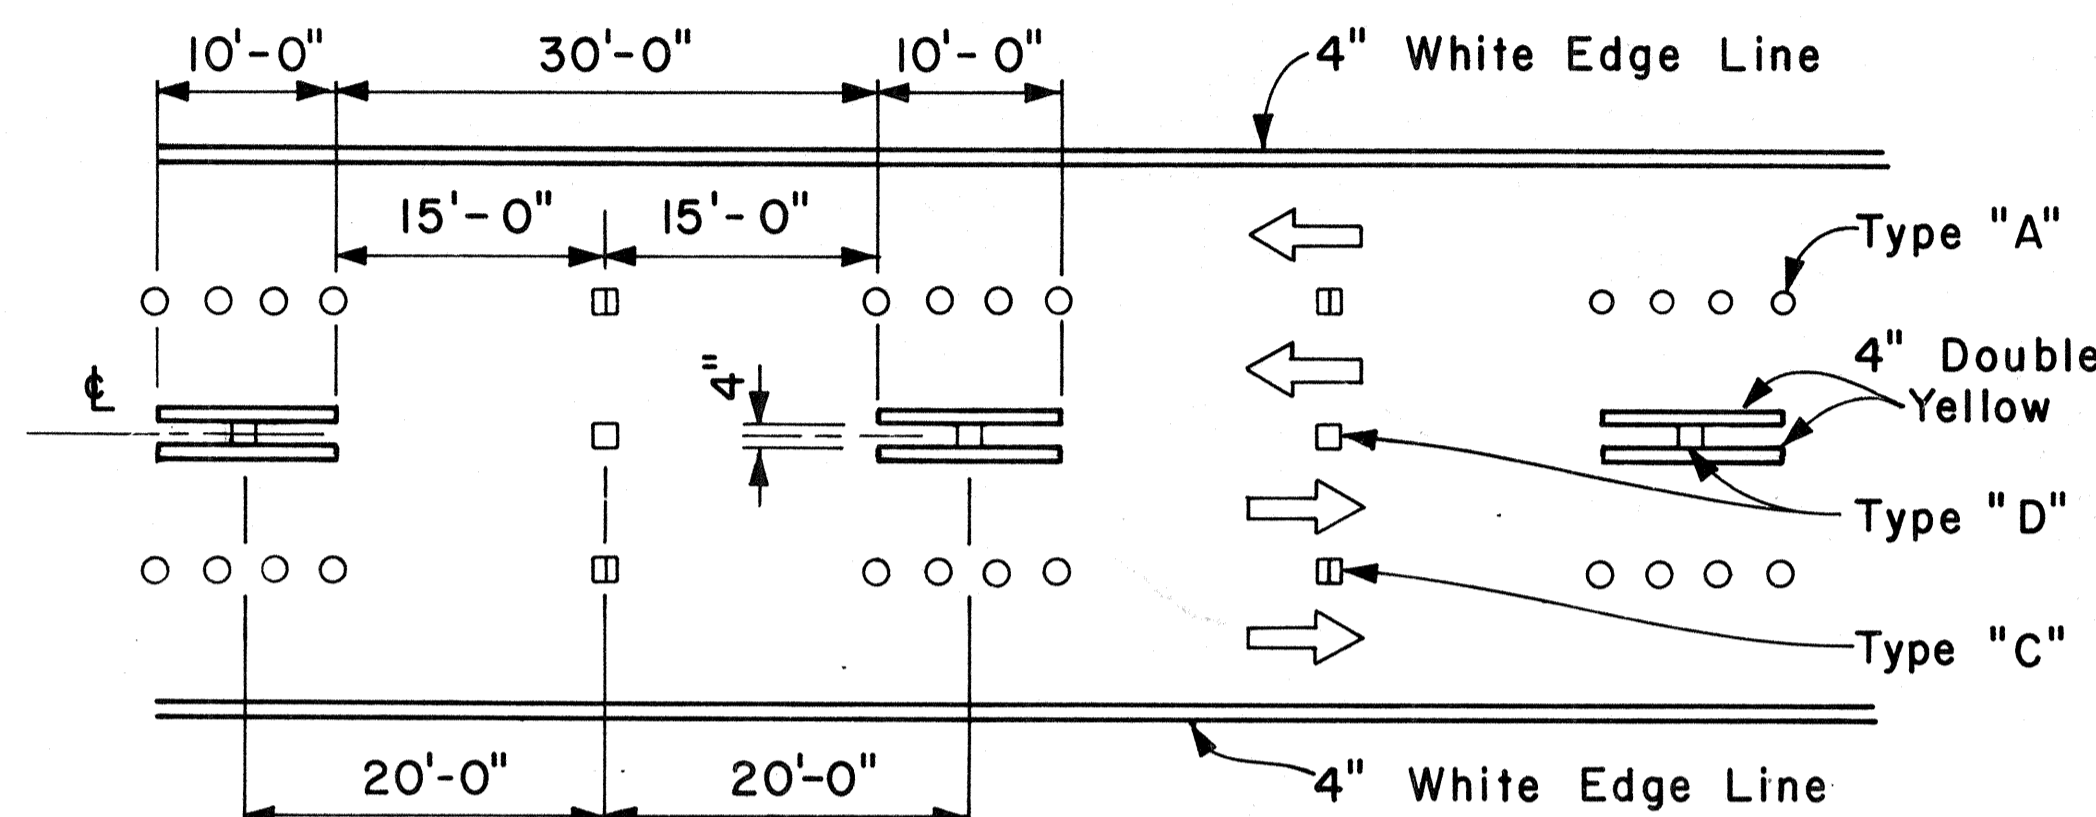 10'-0" 30'-0" 10'-0" 4" White Edge Line
15'-0" 15'-0" Type "A"
4" Double
℄ 4" Yellow
Type "D"
Type "C"
20'-0" 20'-0" 4" White Edge Line